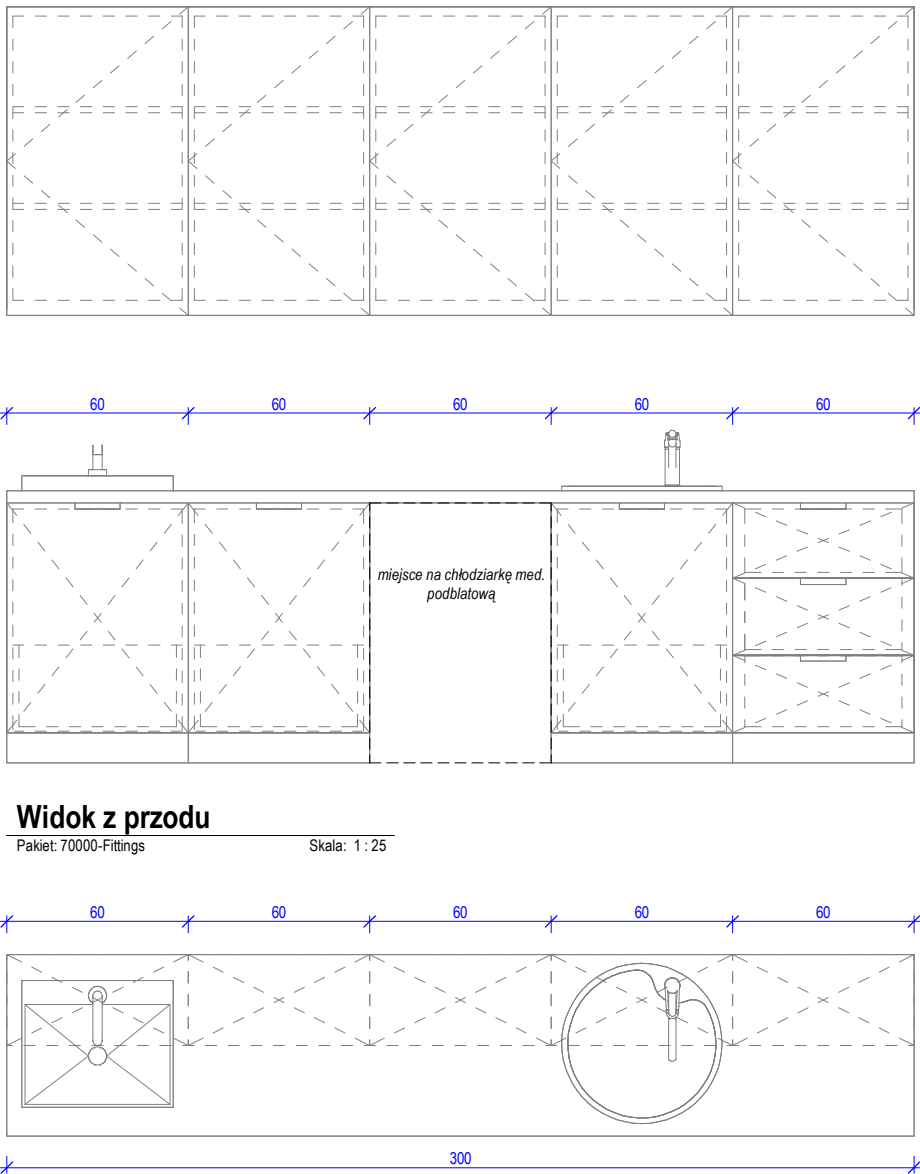 60 60 60 60 60
miejsce na chłodziarkę med.
podblatową
Widok z przodu
Pakiet: 70000-Fittings Skala: 1 : 25
60 60 60 60 60
300